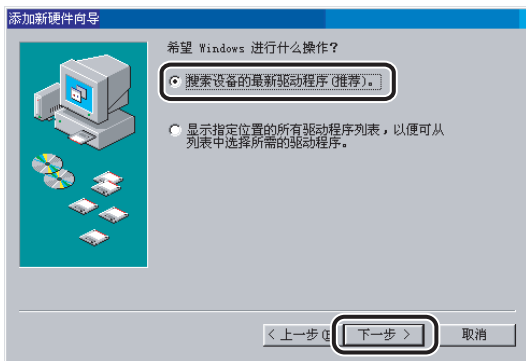 添加新硬件向导
希望 Windows 进行什么操作?
搜索设备的最新驱动程序(推荐)。
显示指定位置的所有驱动程序列表，以便可从
列表中选择所需的驱动程序。
< 上一步(B 下一步 > 取消